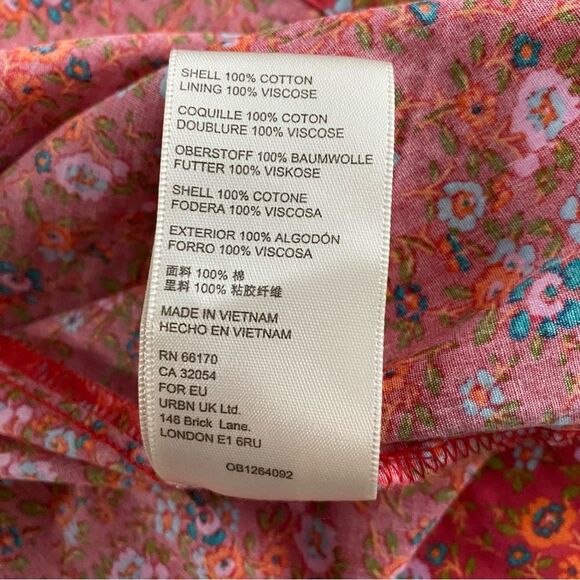 SHELL 100% COTTON
LINING 100% VISCOSE
COQUILLE 100% COTON
DOUBLURE 100% VISCOSE
OBERSTOFF 100% BAUMWOLLE
FUTTER 100% VISKOSE
SHELL 100% COTONE
FODERA 100% VISCOSA
EXTERIOR 100% ALGODÓN
FORRO 100% VISCOSA
面料 100% 棉
里料 100% 粘胶纤维
MADE IN VIETNAM
HECHO EN VIETNAM
RN 66170
CA 32054
FOR EU
URBN UK Ltd.
146 Brick Lane.
LONDON E1 6RU
OB1264092